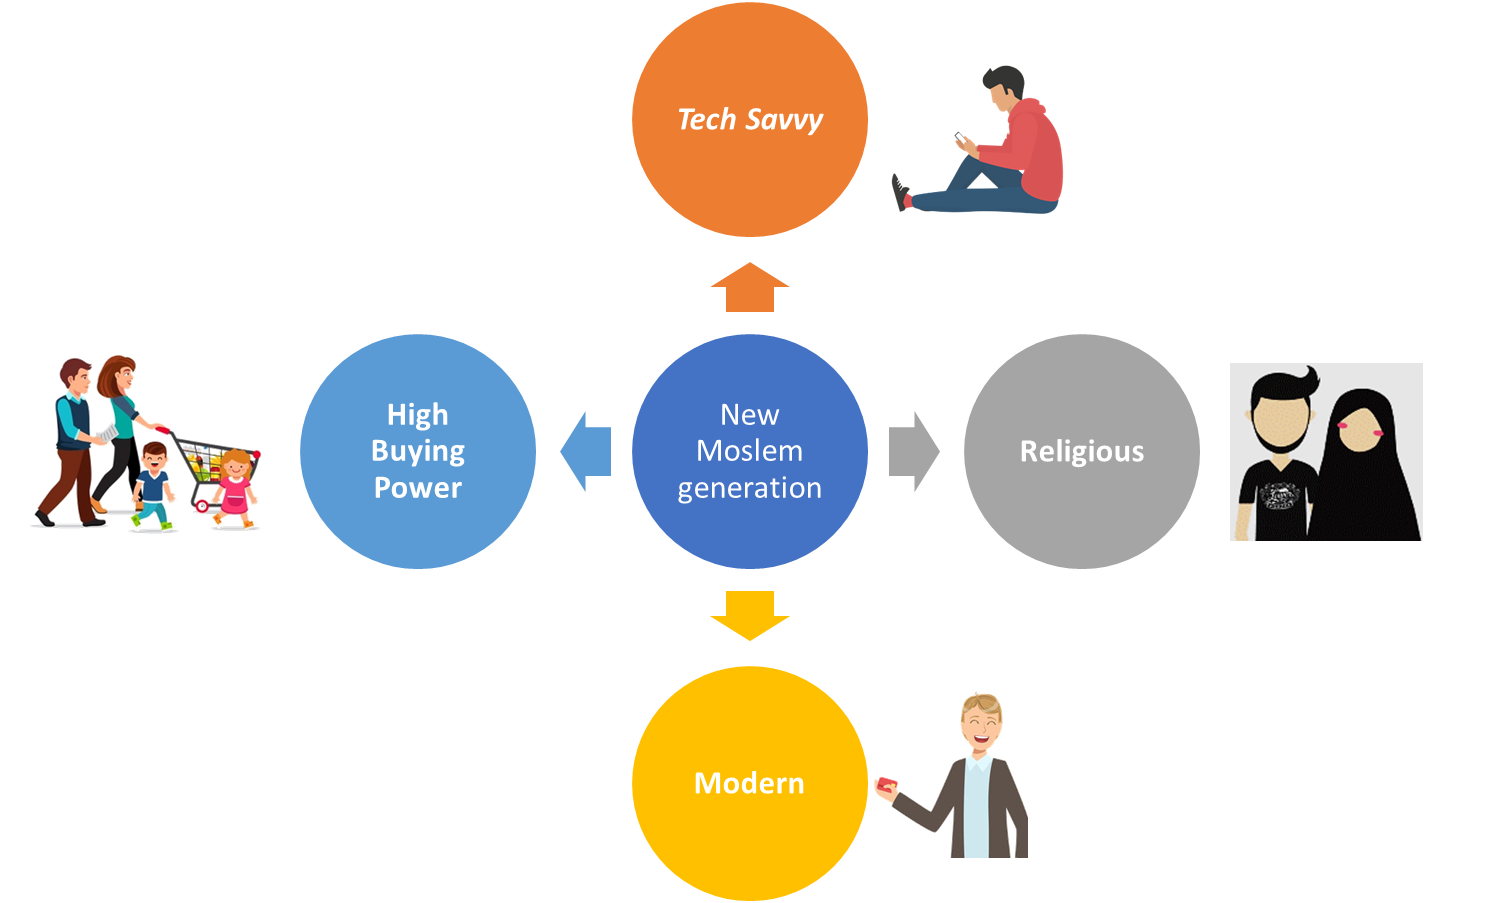 Tech Savvy
High
Buying
Power
New
Moslem
generation
Religious
Modern